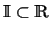 𝕀 ⊂ ℝ